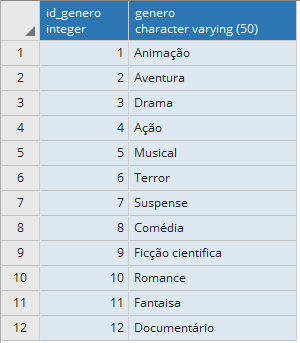 id_genero genero
integer character varying (50)
1 1 Animação
2 2 Aventura
3 3 Drama
4 4 Ação
5 5 Musical
6 6 Terror
7 7 Suspense
8 8 Comédia
9 9 Ficção cientifica
10 10 Romance
11 11 Fantaisa
12 12 Documentário